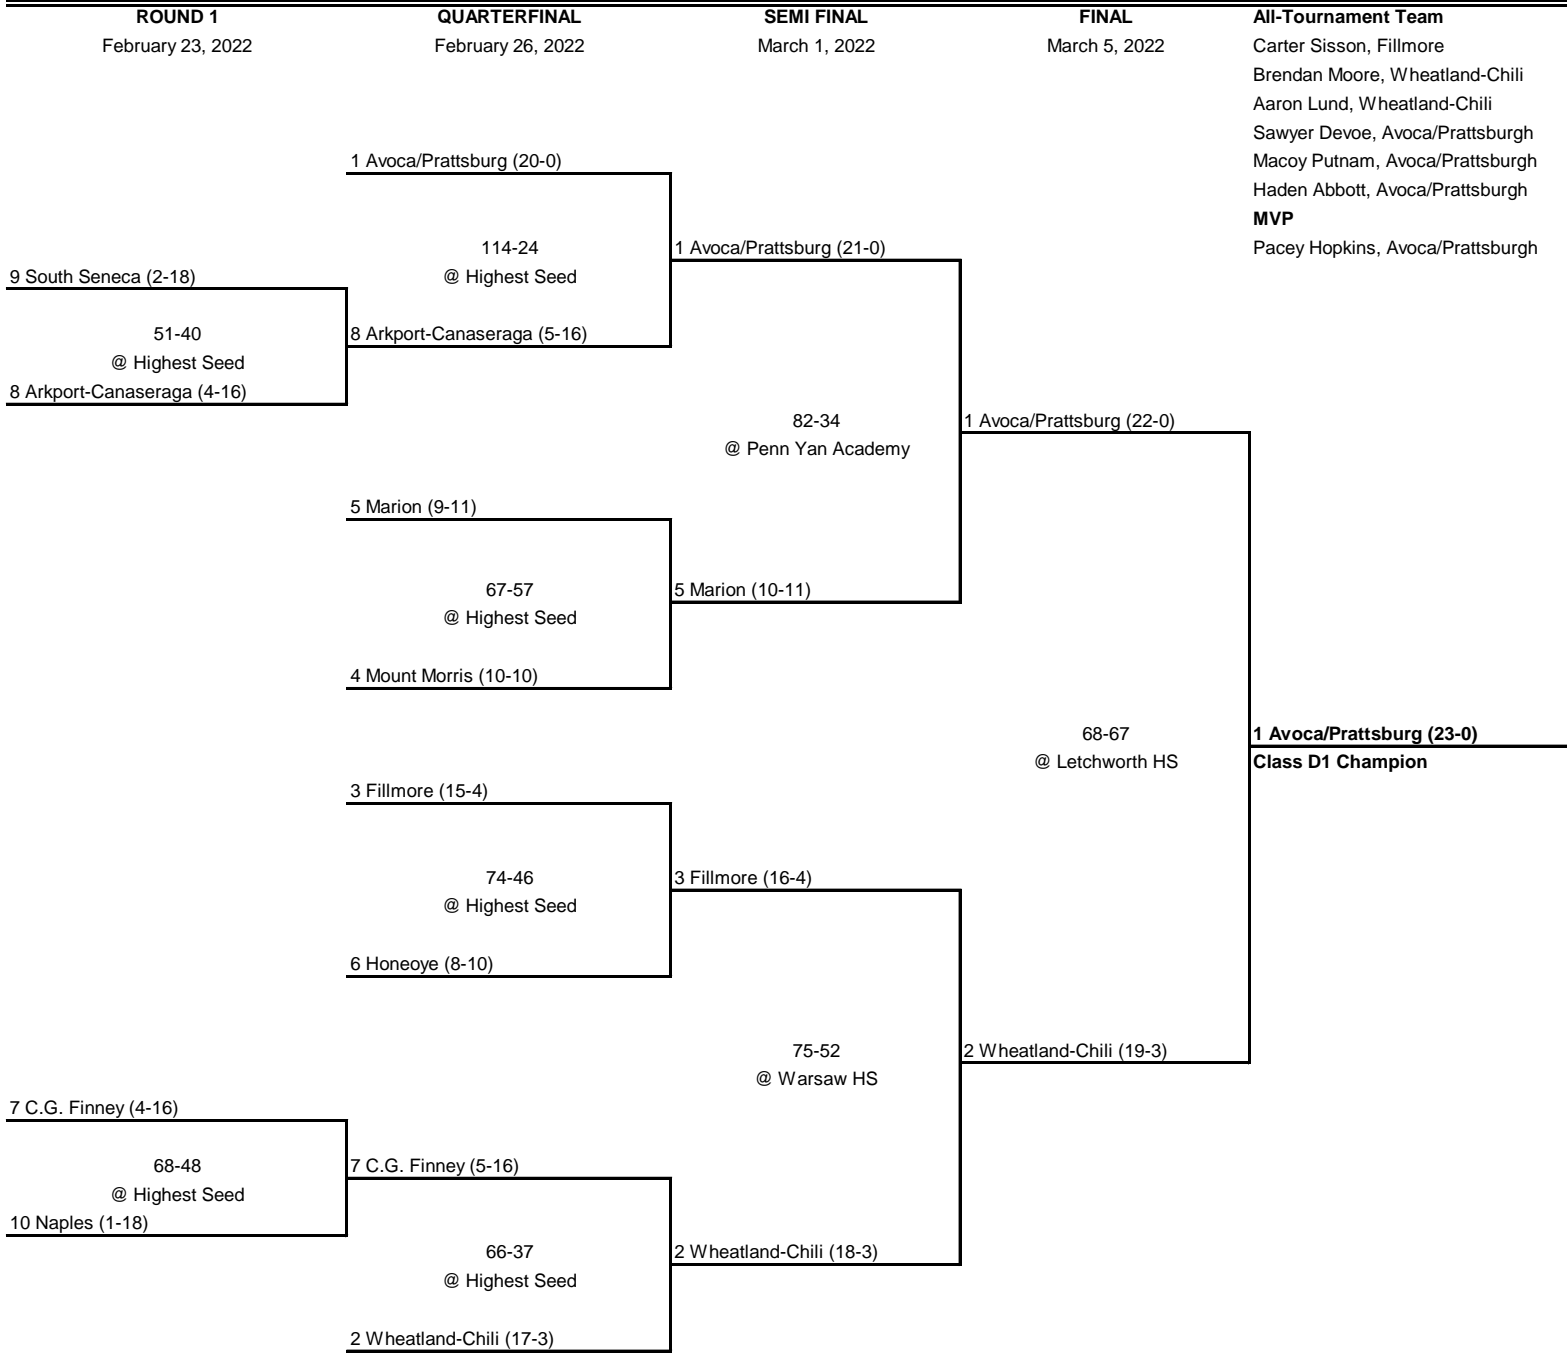 ROUND 1
February 23, 2022
QUARTERFINAL
February 26, 2022
SEMI FINAL
March 1, 2022
FINAL
March 5, 2022
All-Tournament Team
Carter Sisson, Fillmore
Brendan Moore, Wheatland-Chili
Aaron Lund, Wheatland-Chili
Sawyer Devoe, Avoca/Prattsburgh
Macoy Putnam, Avoca/Prattsburgh
Haden Abbott, Avoca/Prattsburgh
MVP
Pacey Hopkins, Avoca/Prattsburgh
9 South Seneca (2-18)
51-40
@ Highest Seed
8 Arkport-Canaseraga (4-16)
7 C.G. Finney (4-16)
68-48
@ Highest Seed
10 Naples (1-18)
1 Avoca/Prattsburg (20-0)
114-24
@ Highest Seed
8 Arkport-Canaseraga (5-16)
5 Marion (9-11)
67-57
@ Highest Seed
4 Mount Morris (10-10)
3 Fillmore (15-4)
74-46
@ Highest Seed
6 Honeoye (8-10)
7 C.G. Finney (5-16)
66-37
@ Highest Seed
2 Wheatland-Chili (17-3)
1 Avoca/Prattsburg (21-0)
82-34
@ Penn Yan Academy
5 Marion (10-11)
3 Fillmore (16-4)
75-52
@ Warsaw HS
2 Wheatland-Chili (18-3)
1 Avoca/Prattsburg (22-0)
68-67
@ Letchworth HS
2 Wheatland-Chili (19-3)
1 Avoca/Prattsburg (23-0)
Class D1 Champion